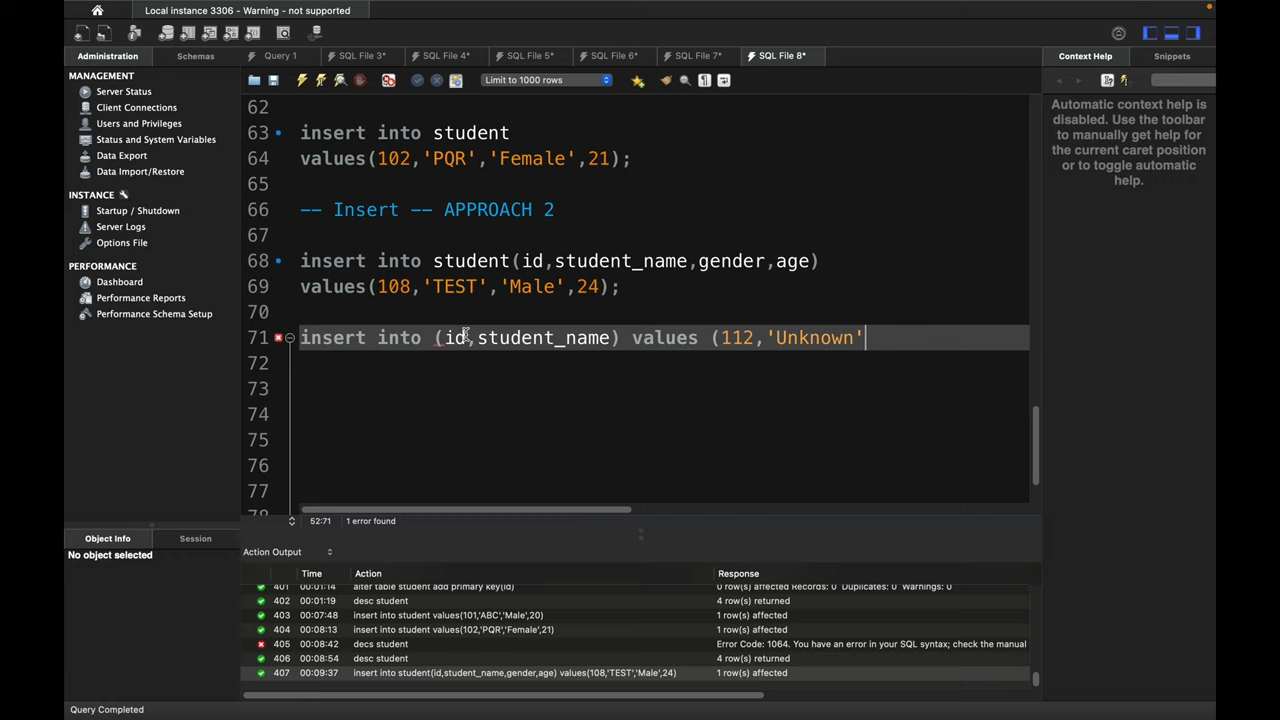 Local instance 3306 - Warning - not supported
Administration Schemas Query 1 SQL File 3* SQL File 4* SQL File 5* SQL File 6* SQL File 7* SQL File 8* Context Help Snippets
MANAGEMENT
Server Status
Client Connections
Users and Privileges
Status and System Variables
Data Export
Data Import/Restore
INSTANCE
Startup / Shutdown
Server Logs
Options File
PERFORMANCE
Dashboard
Performance Reports
Performance Schema Setup
Object Info Session
No object selected
Limit to 1000 rows
62
63 insert into student
64 values(102,'PQR','Female',21);
65
66 -- Insert -- APPROACH 2
67
68 insert into student(id,student_name,gender,age)
69 values(108,'TEST','Male',24);
70
71 insert into (id,student_name) values (112,'Unknown'
72
73
74
75
76
77
78
52:71 1 error found
Action Output
Time Action Response
401 00:01:14 alter table student add primary key(id) 0 row(s) affected Records: 0 Duplicates: 0 Warnings: 0
402 00:01:19 desc student 4 row(s) returned
403 00:07:48 insert into student values(101,'ABC','Male',20) 1 row(s) affected
404 00:08:13 insert into student values(102,'PQR','Female',21) 1 row(s) affected
405 00:08:42 decs student Error Code: 1064. You have an error in your SQL syntax; check the manual
406 00:08:54 desc student 4 row(s) returned
407 00:09:37 insert into student(id,student_name,gender,age) values(108,'TEST','Male',24) 1 row(s) affected
Automatic context help is
disabled. Use the toolbar
to manually get help for
the current caret position
or to toggle automatic
help.
Query Completed